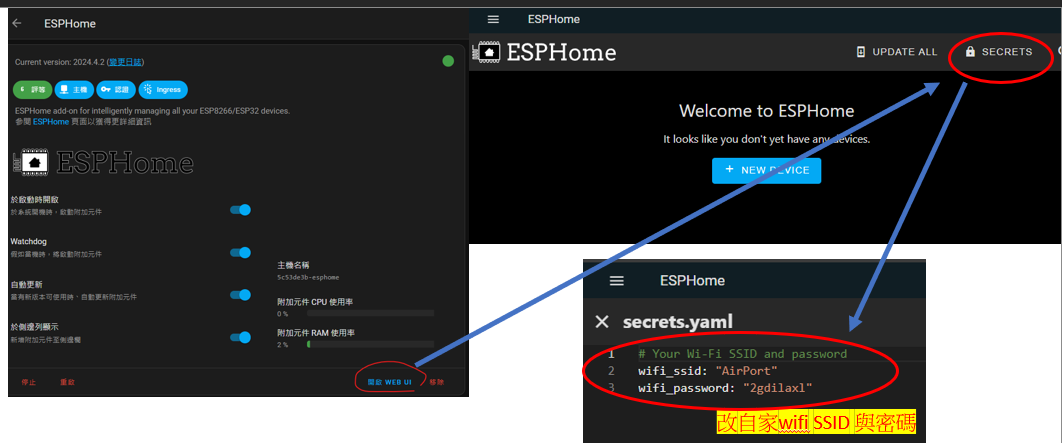 ESPHome
Current version: 2024.4.2 (變更日誌)
6 評等
主機
認證
Ingress
ESPHome add-on for intelligently managing all your ESP8266/ESP32 devices.
參閱 ESPHome 頁面以獲得更詳細資訊
ESPHome
於啟動時開啟
於系統開機時、啟動附加元件
Watchdog
假如當機時、將啟動附加元件
自動更新
當有新版本可使用時、自動更新附加元件
於側邊列顯示
新增附加元件至側邊欄
主機名稱
5c53de3b-esphome
附加元件 CPU 使用率
0 %
附加元件 RAM 使用率
2 %
停止
重啟
開啟 WEB UI
移除
ESPHome
ESPHome
UPDATE ALL
SECRETS
Welcome to ESPHome
It looks like you don't yet have any devices.
+ NEW DEVICE
ESPHome
secrets.yaml
1 # Your Wi-Fi SSID and password
2 wifi_ssid: "AirPort"
3 wifi_password: "2gdilaxl"
改自家wifi SSID 與密碼